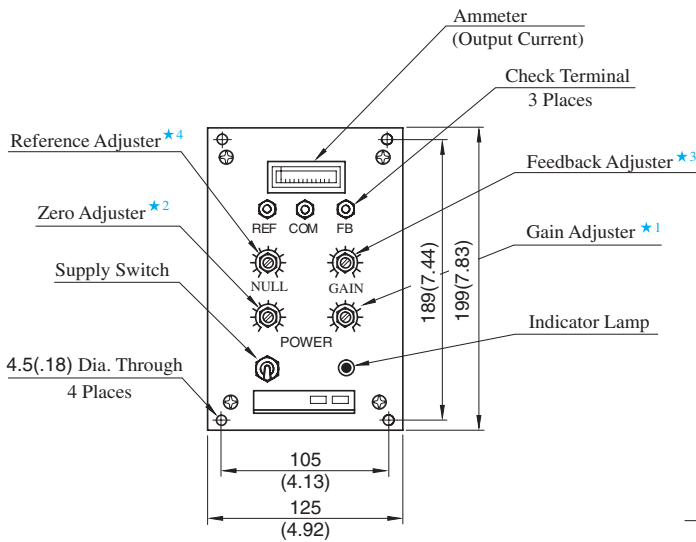 Ammeter
(Output Current)
Check Terminal
3 Places
Reference Adjuster ★4
Feedback Adjuster ★3
Zero Adjuster ★2
REF COM FB
Gain Adjuster ★1
Supply Switch
NULL GAIN
189(7.44)
199(7.83)
Indicator Lamp
POWER
4.5(.18) Dia. Through
4 Places
105
(4.13)
125
(4.92)